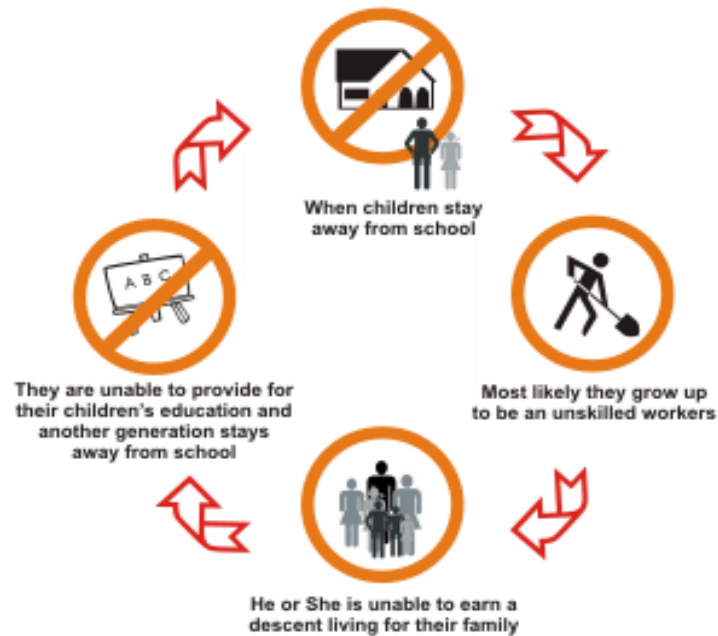 When children stay
away from school
Most likely they grow up
to be an unskilled workers
He or She is unable to earn a
descent living for their family
They are unable to provide for
their children's education and
another generation stays
away from school
A B C